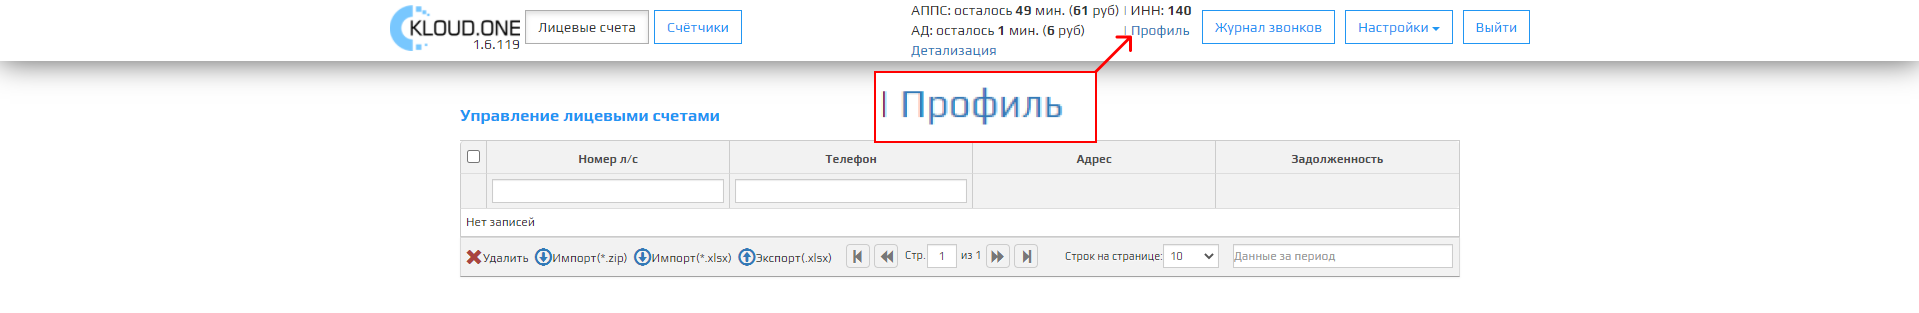 KLOUD.ONE
1.6.119
Лицевые счета Счётчики
АППС: осталось 49 мин. (61 руб) | ИНН: 140
АД: осталось 1 мин. (6 руб) | Профиль
Детализация
Журнал звонков Настройки Выйти
| Профиль
Управление лицевыми счетами
Номер л/с Телефон Адрес Задолженность
Нет записей
Удалить Импорт(*.zip) Импорт(*.xlsx) Экспорт(.xlsx) Стр. 1 из 1 Строк на странице: 10 Данные за период